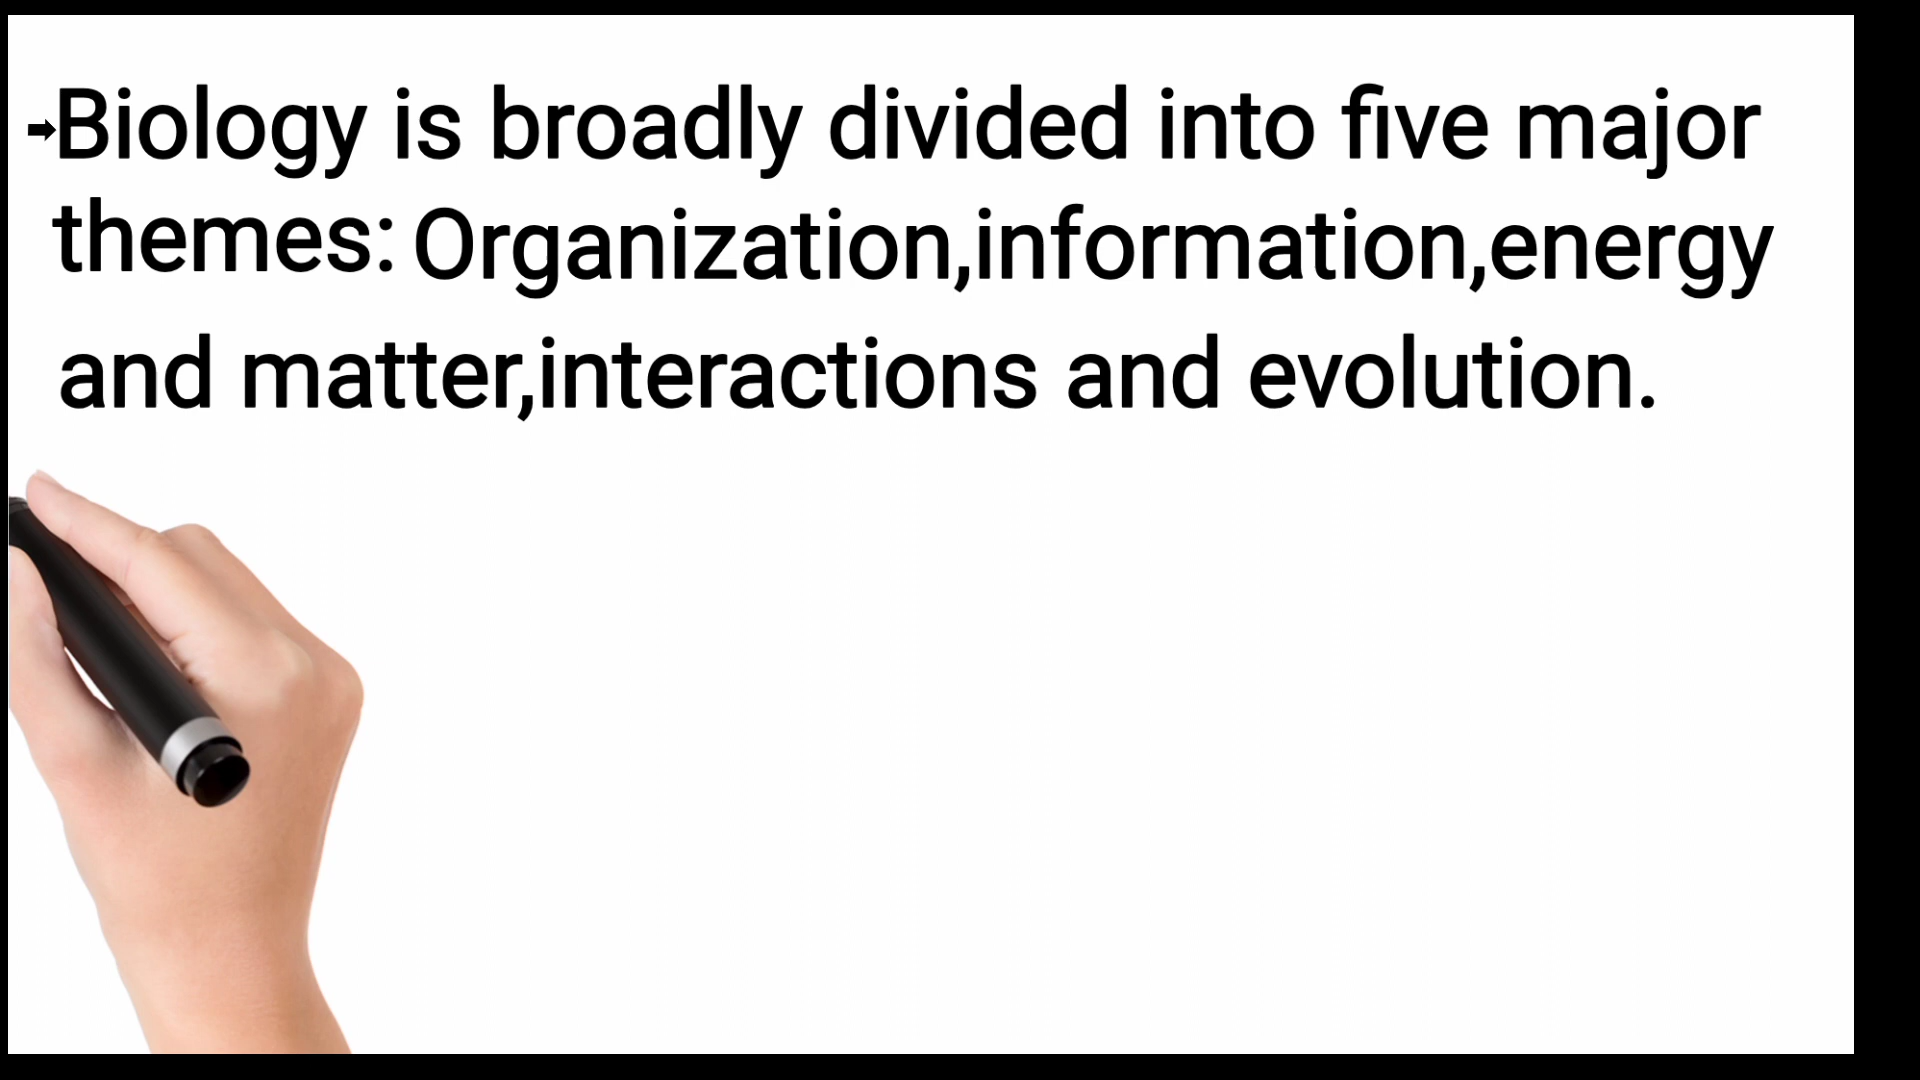 ➡Biology is broadly divided into five major
themes: Organization,information,energy
and matter,interactions and evolution.